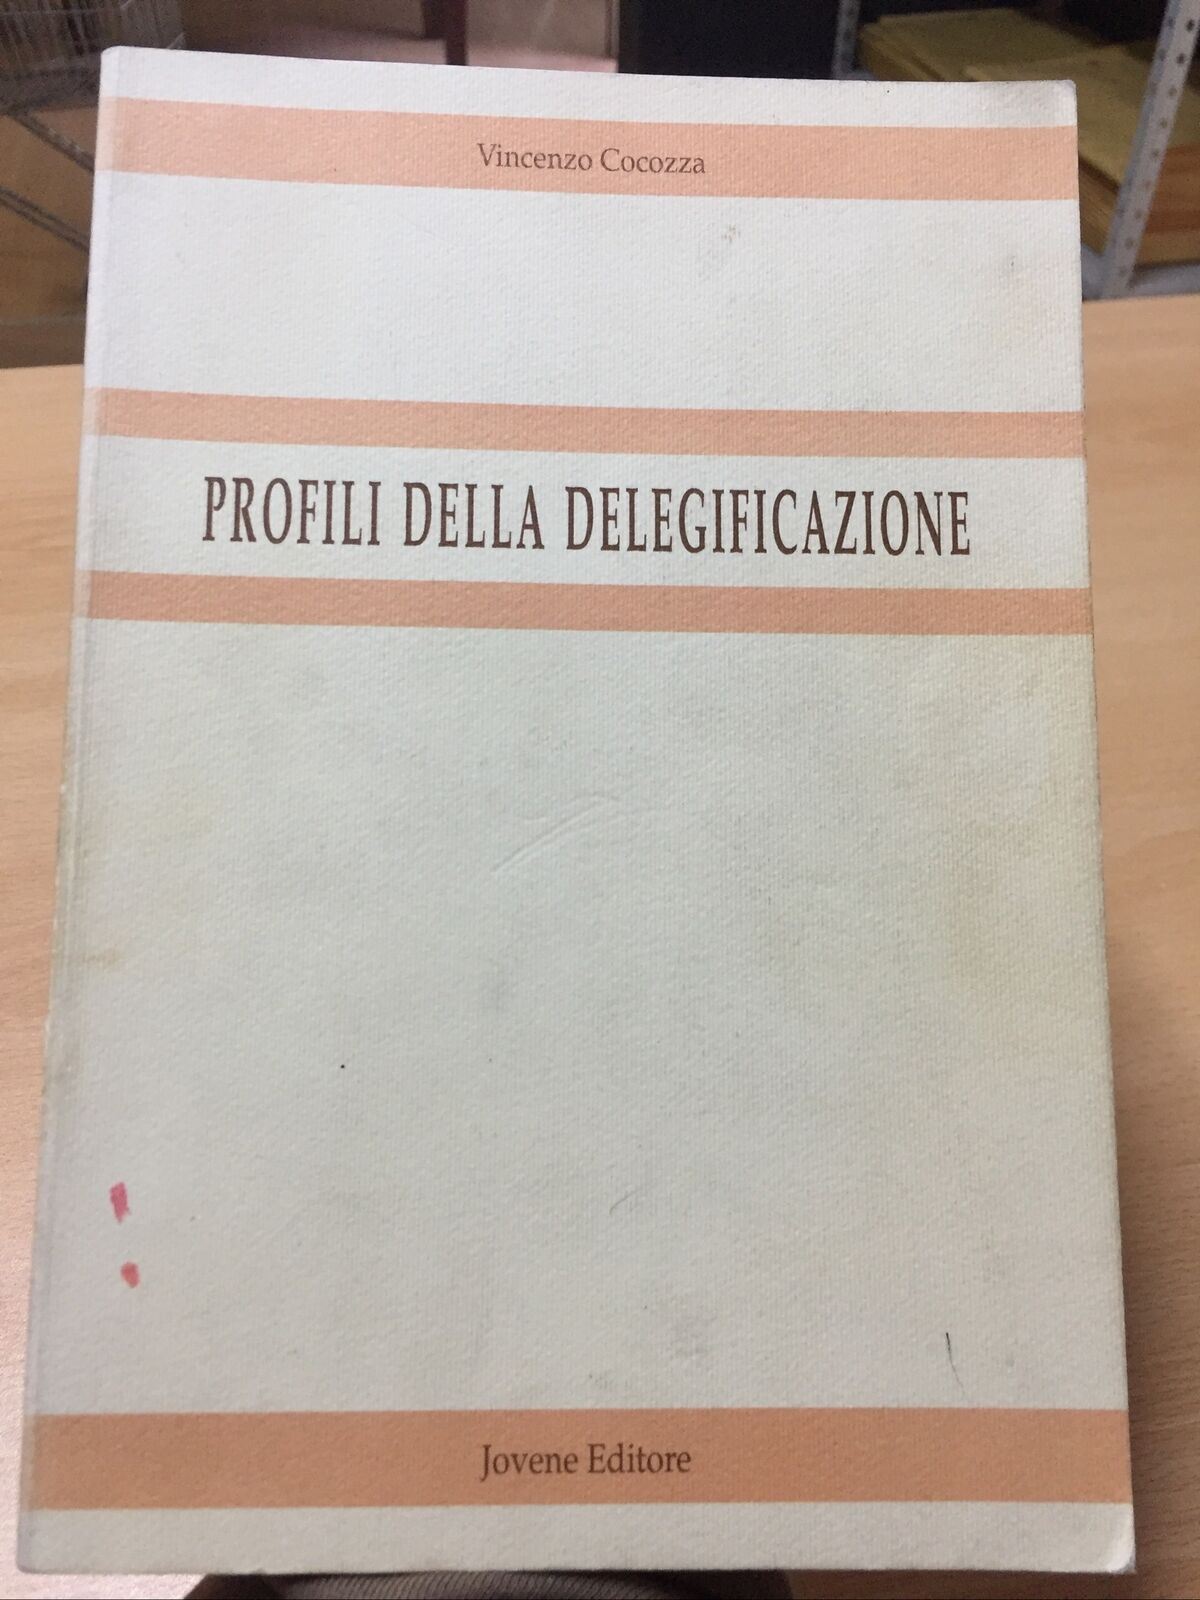 Vincenzo Cocozza
PROFILI DELLA DELEGIFICAZIONE
Jovene Editore